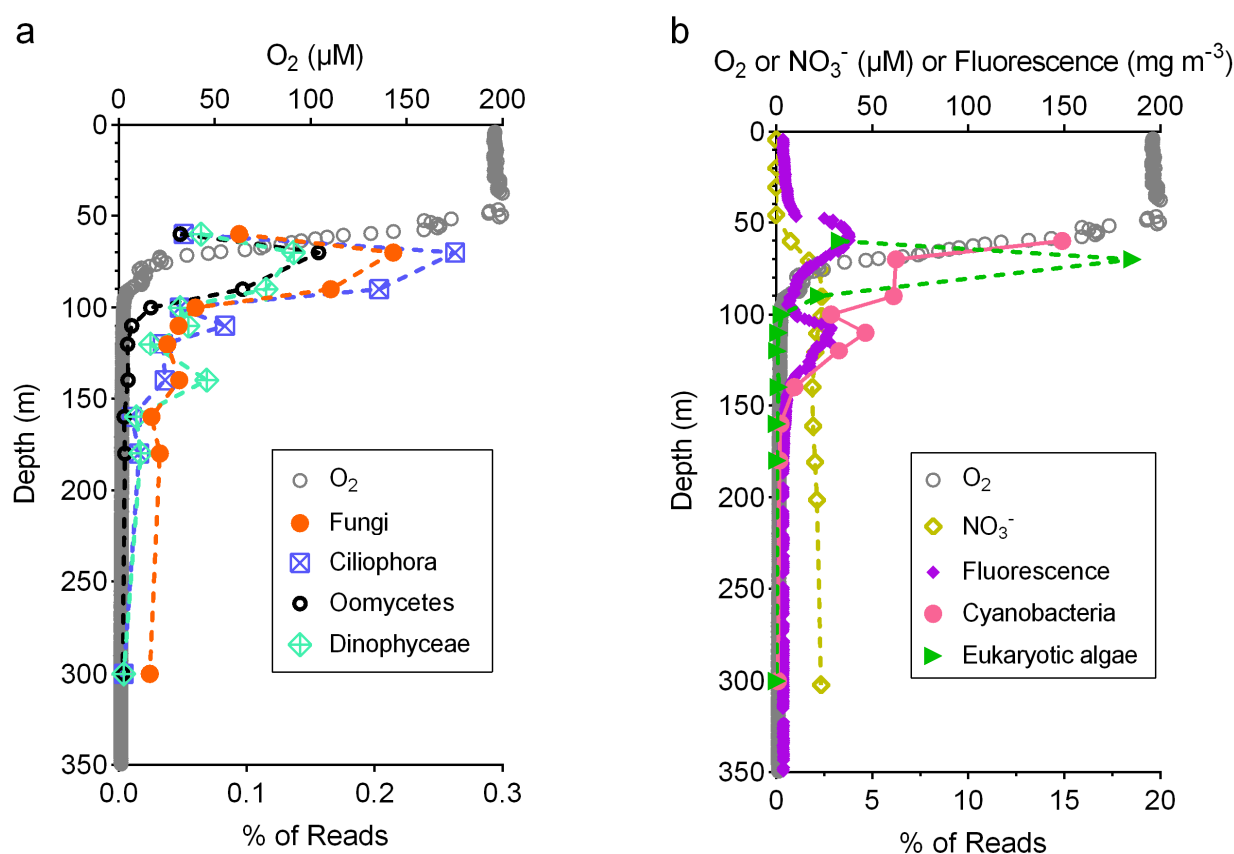 a
O₂ (µM)
0 50 100 150 200
0
50
100
150
200
250
300
350
Depth (m)
O₂
Fungi
Ciliophora
Oomycetes
Dinophyceae
0.0 0.1 0.2 0.3
% of Reads
b
O₂ or NO₃⁻ (µM) or Fluorescence (mg m⁻³)
0 50 100 150 200
0
50
100
150
200
250
300
350
Depth (m)
O₂
NO₃⁻
Fluorescence
Cyanobacteria
Eukaryotic algae
0 5 10 15 20
% of Reads